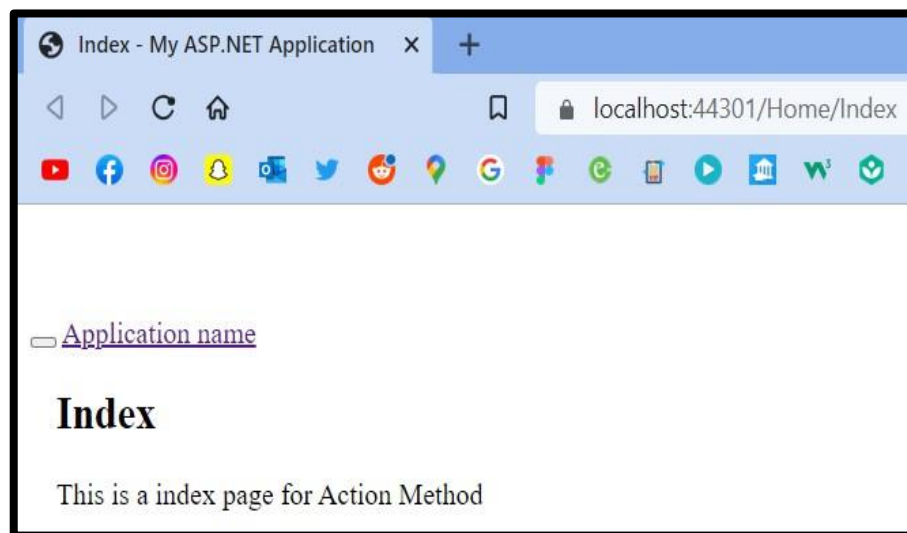 Index - My ASP.NET Application
localhost:44301/Home/Index
Application name
Index
This is a index page for Action Method